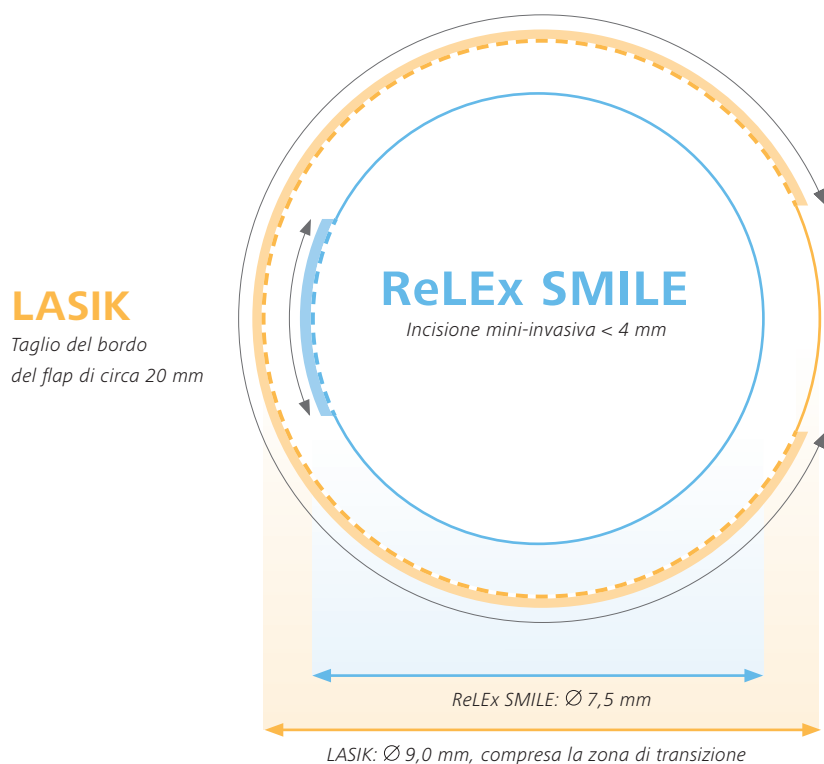 LASIK
Taglio del bordo
del flap di circa 20 mm
ReLEx SMILE
Incisione mini-invasiva < 4 mm
ReLEx SMILE: ∅ 7,5 mm
LASIK: ∅ 9,0 mm, compresa la zona di transizione